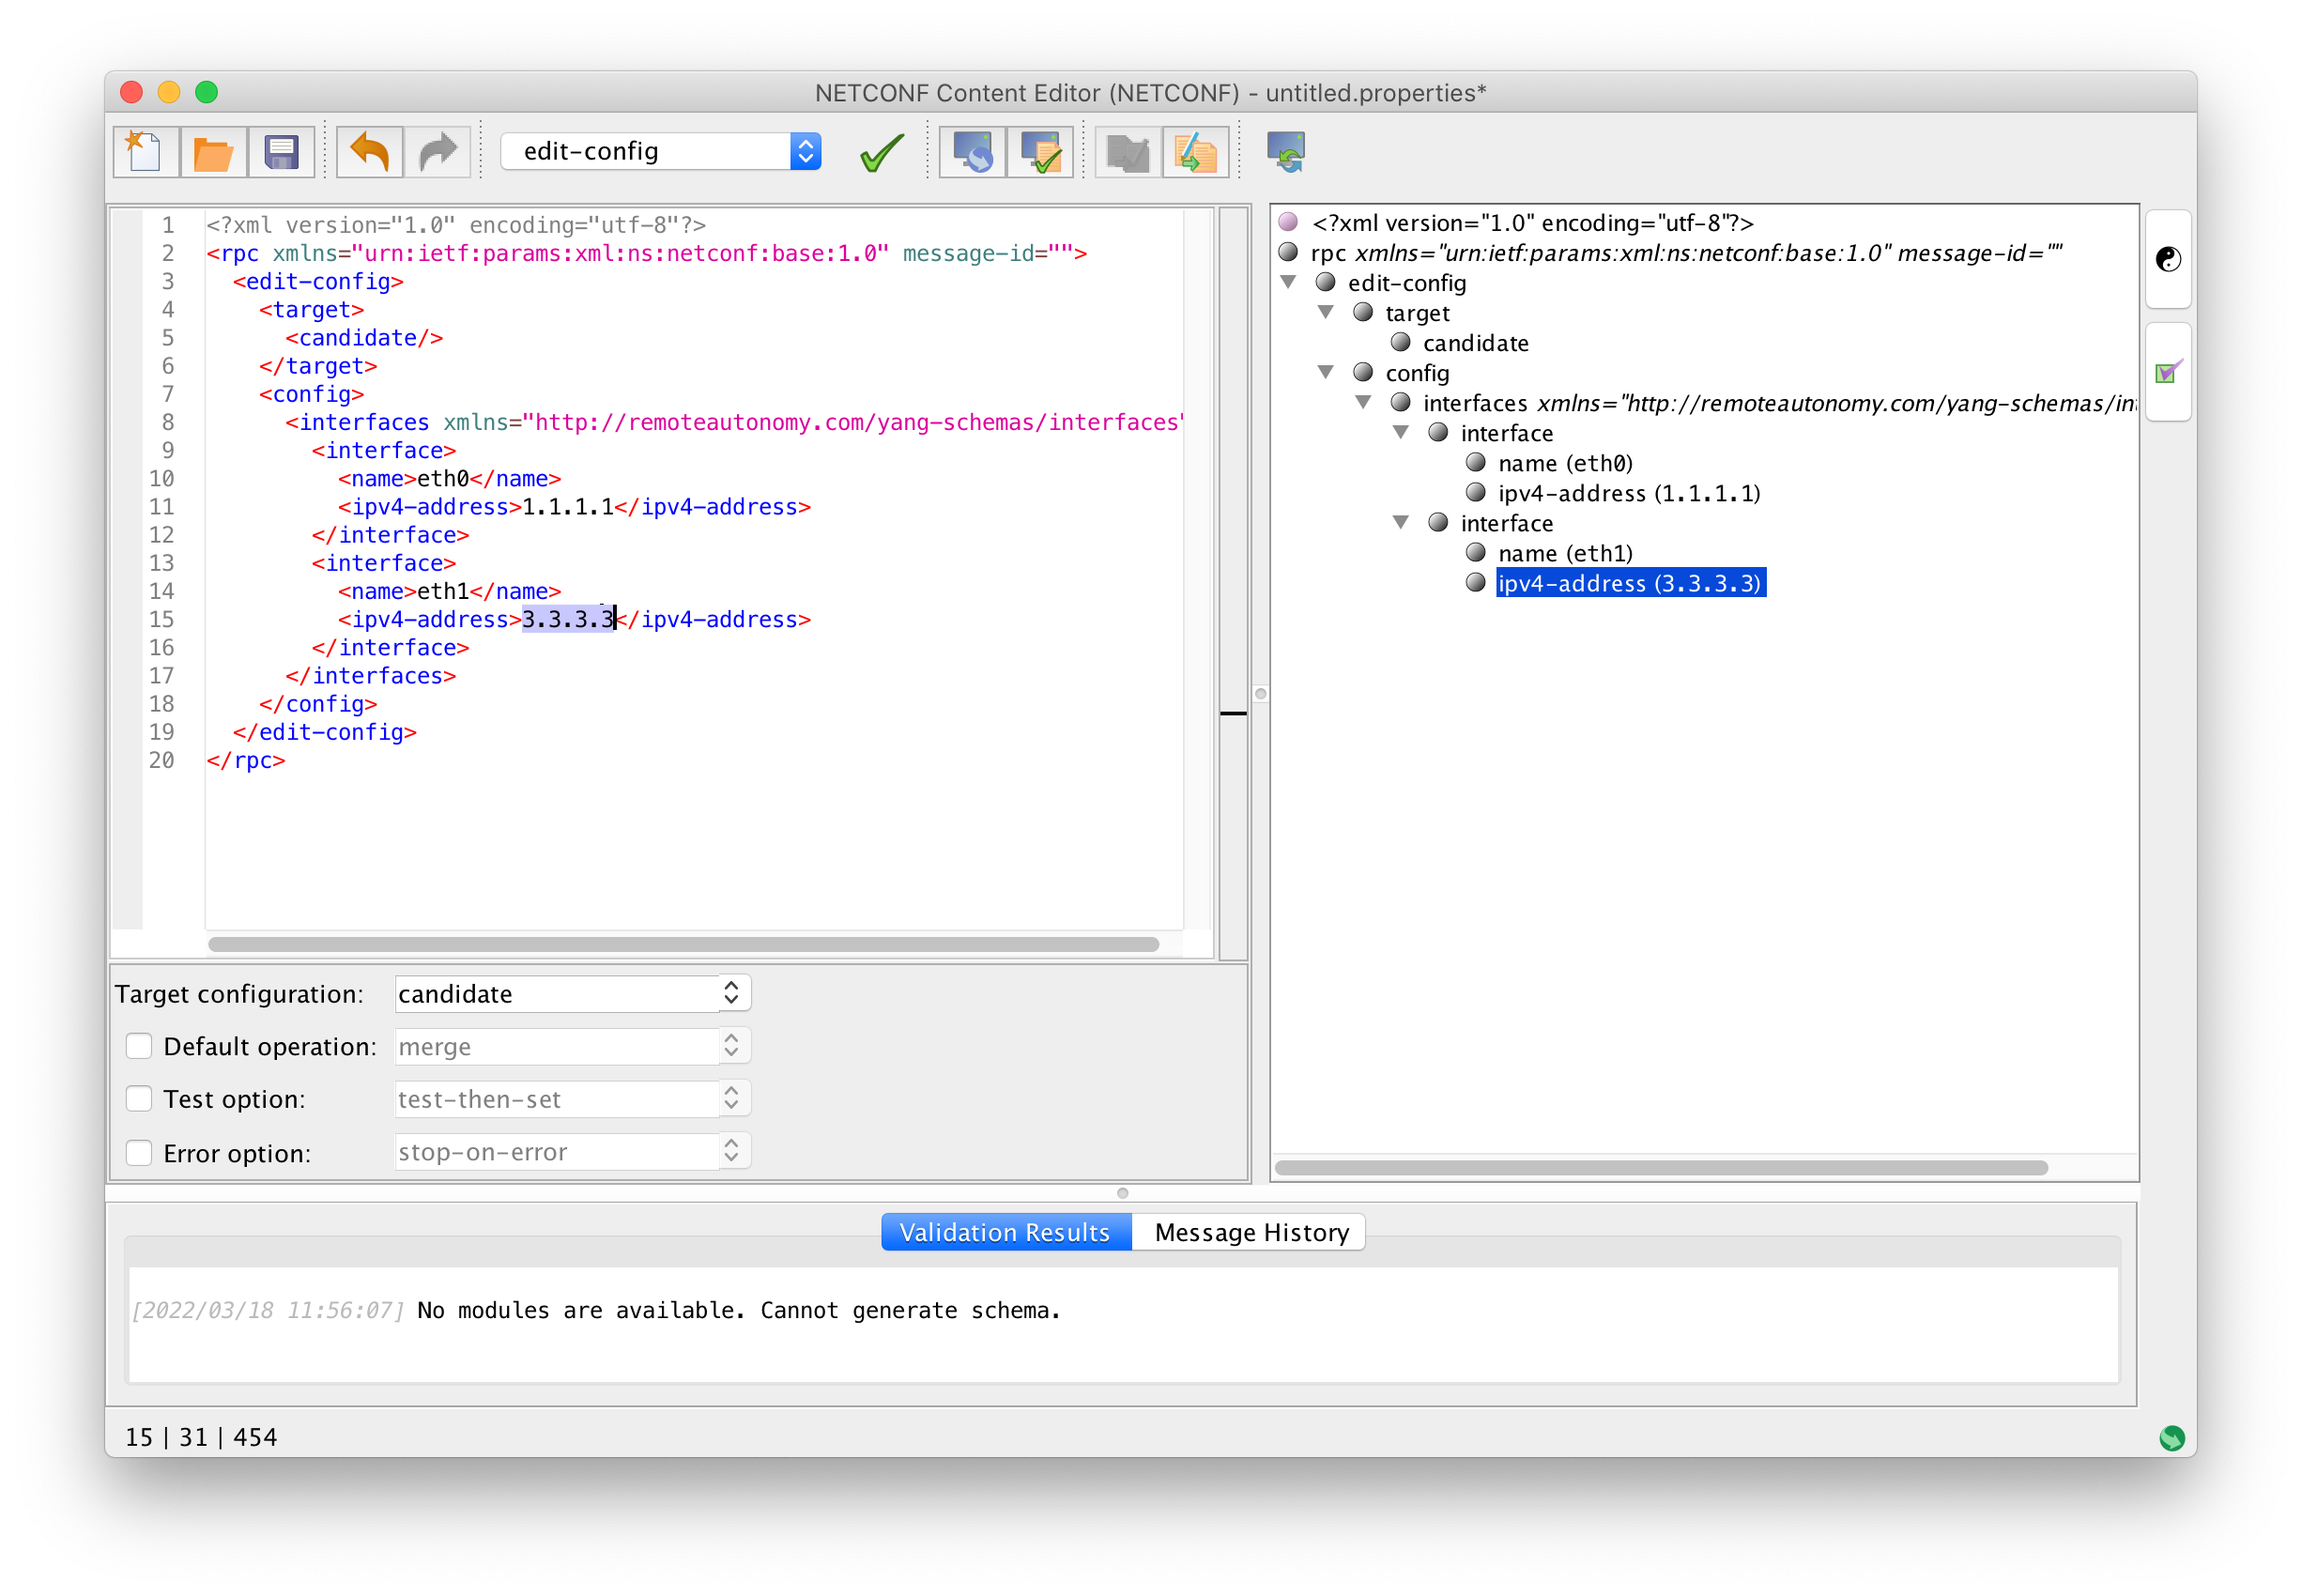 NETCONF Content Editor (NETCONF) - untitled.properties*
edit-config
1 <?xml version="1.0" encoding="utf-8"?>
2 <rpc xmlns="urn:ietf:params:xml:ns:netconf:base:1.0" message-id="">
3 <edit-config>
4 <target>
5 <candidate/>
6 </target>
7 <config>
8 <interfaces xmlns="http://remoteautonomy.com/yang-schemas/interfaces"
9 <interface>
10 <name>eth0</name>
11 <ipv4-address>1.1.1.1</ipv4-address>
12 </interface>
13 <interface>
14 <name>eth1</name>
15 <ipv4-address>3.3.3.3</ipv4-address>
16 </interface>
17 </interfaces>
18 </config>
19 </edit-config>
20 </rpc>
<?xml version="1.0" encoding="utf-8"?>
rpc xmlns="urn:ietf:params:xml:ns:netconf:base:1.0" message-id=""
edit-config
target
candidate
config
interfaces xmlns="http://remoteautonomy.com/yang-schemas/in
interface
name (eth0)
ipv4-address (1.1.1.1)
interface
name (eth1)
ipv4-address (3.3.3.3)
Target configuration: candidate
Default operation: merge
Test option: test-then-set
Error option: stop-on-error
Validation Results Message History
[2022/03/18 11:56:07] No modules are available. Cannot generate schema.
15 | 31 | 454